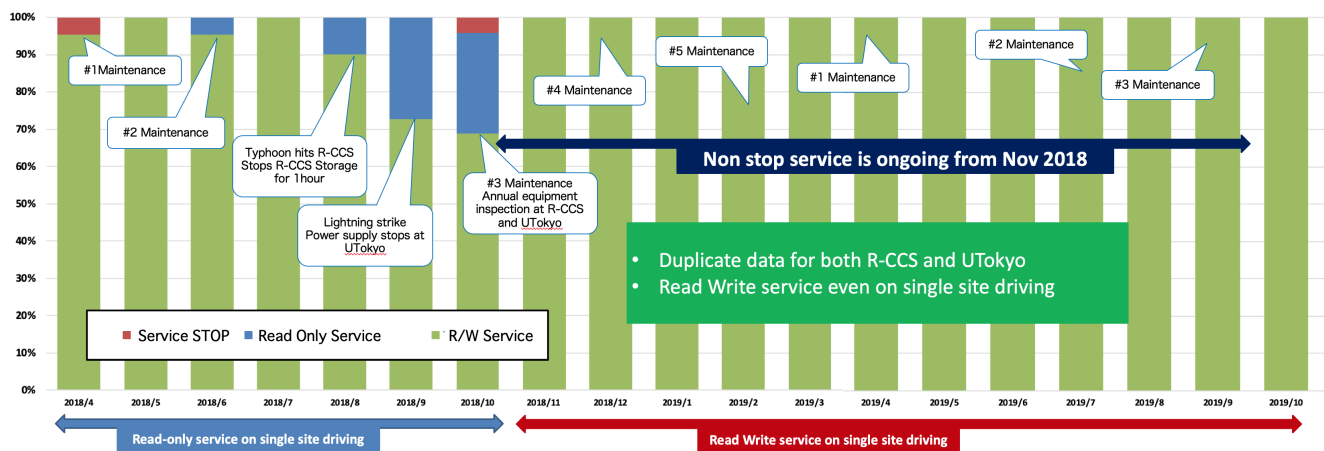 100%
90%
80%
70%
60%
50%
40%
30%
20%
10%
0%
#1Maintenance
#2 Maintenance
Typhoon hits R-CCS
Stops R-CCS Storage
for 1hour
Lightning strike
Power supply stops at
UTokyo
#3 Maintenance
Annual equipment
inspection at R-CCS
and UTokyo
#4 Maintenance
#5 Maintenance
#1 Maintenance
#2 Maintenance
#3 Maintenance
Non stop service is ongoing from Nov 2018
• Duplicate data for both R-CCS and UTokyo
• Read Write service even on single site driving
Service STOP Read Only Service R/W Service
2018/4 2018/5 2018/6 2018/7 2018/8 2018/9 2018/10 2018/11 2018/12 2019/1 2019/2 2019/3 2019/4 2019/5 2019/6 2019/7 2019/8 2019/9 2019/10
Read-only service on single site driving
Read Write service on single site driving